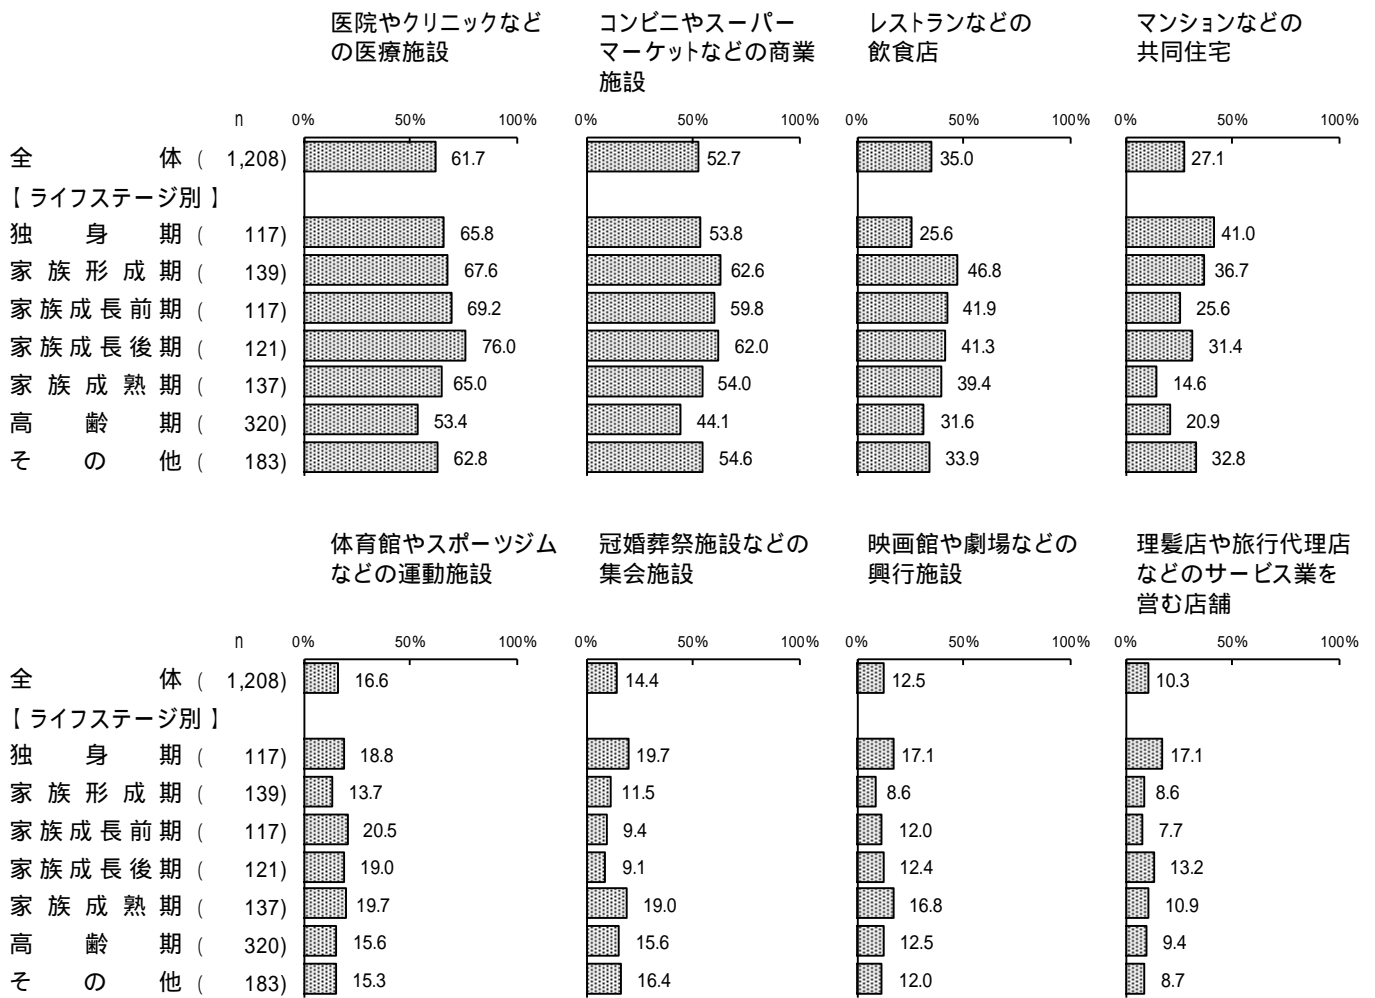 医院やクリニックなど
の医療施設
コンビニやスーパー
マーケットなどの商業
施設
レストランなどの
飲食店
マンションなどの
共同住宅
n 0% 50% 100% 0% 50% 100% 0% 50% 100% 0% 50% 100%
全体 ( 1,208) 61.7 52.7 35.0 27.1
【ライフステージ別】
独身期 ( 117) 65.8 53.8 25.6 41.0
家族形成期 ( 139) 67.6 62.6 46.8 36.7
家族成長前期 ( 117) 69.2 59.8 41.9 25.6
家族成長後期 ( 121) 76.0 62.0 41.3 31.4
家族成熟期 ( 137) 65.0 54.0 39.4 14.6
高齢期 ( 320) 53.4 44.1 31.6 20.9
その他 ( 183) 62.8 54.6 33.9 32.8
体育館やスポーツジム
などの運動施設
冠婚葬祭施設などの
集会施設
映画館や劇場などの
興行施設
理髪店や旅行代理店
などのサービス業を
営む店舗
n 0% 50% 100% 0% 50% 100% 0% 50% 100% 0% 50% 100%
全体 ( 1,208) 16.6 14.4 12.5 10.3
【ライフステージ別】
独身期 ( 117) 18.8 19.7 17.1 17.1
家族形成期 ( 139) 13.7 11.5 8.6 8.6
家族成長前期 ( 117) 20.5 9.4 12.0 7.7
家族成長後期 ( 121) 19.0 9.1 12.4 13.2
家族成熟期 ( 137) 19.7 19.0 16.8 10.9
高齢期 ( 320) 15.6 15.6 12.5 9.4
その他 ( 183) 15.3 16.4 12.0 8.7